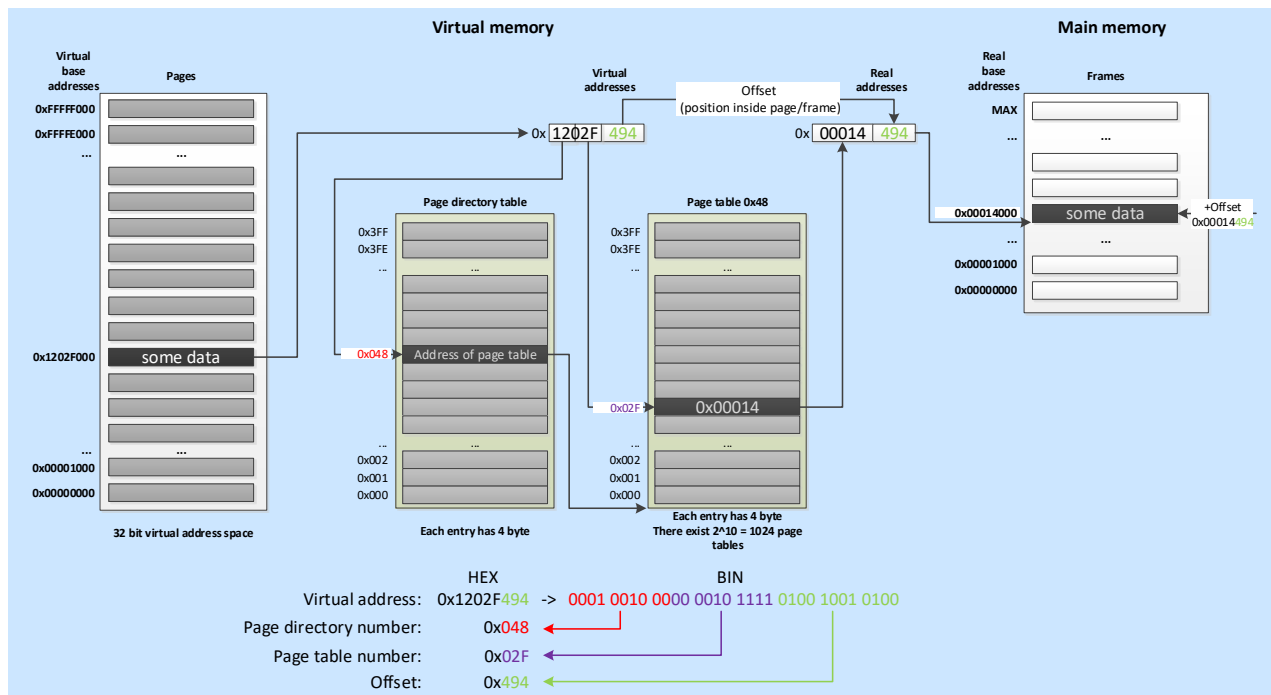 Virtual memory
Main memory
Virtual
base
addresses
Pages
0xFFFFF000
0xFFFFE000
...
...
0x1202F000
some data
...
...
0x00001000
0x00000000
32 bit virtual address space
Virtual
addresses
0x 1202F 494
Offset
(position inside page/frame)
Real
addresses
0x 00014 494
Page directory table
0x3FF
0x3FE
...
...
0x048
Address of page table
...
...
0x002
0x001
0x000
Each entry has 4 byte
Page table 0x48
0x3FF
0x3FE
...
...
0x02F
0x00014
...
...
0x002
0x001
0x000
Each entry has 4 byte
There exist 2^10 = 1024 page
tables
Real
base
addresses
Frames
MAX
...
...
0x00014000
some data
+Offset
0x00014494
...
...
0x00001000
0x00000000
HEX
BIN
Virtual address: 0x1202F494 -> 0001 0010 0000 0010 1111 0100 1001 0100
Page directory number: 0x048
Page table number: 0x02F
Offset: 0x494